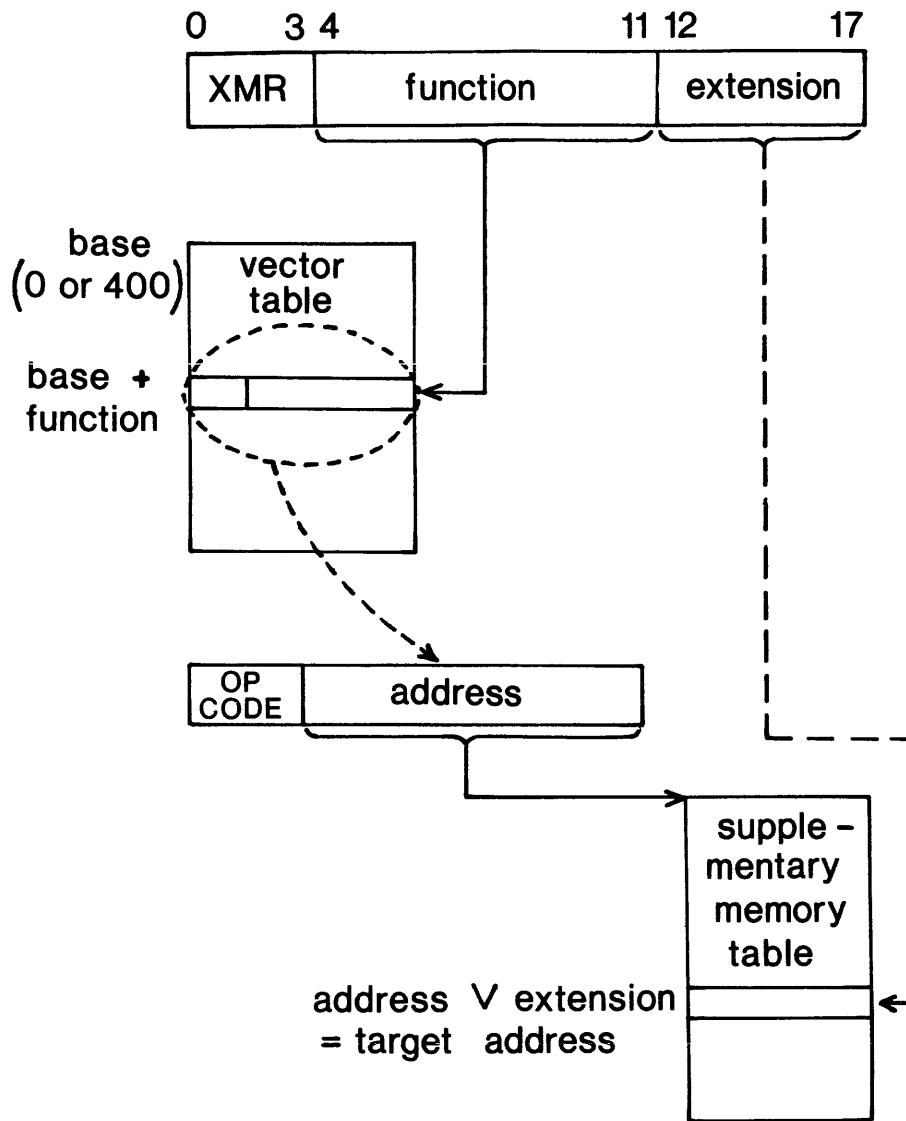 0 3 4 11 12 17
XMR function extension
base
(0 or 400)
vector
table
base +
function
OP
CODE
address
supple -
mentary
memory
table
address V extension
= target address